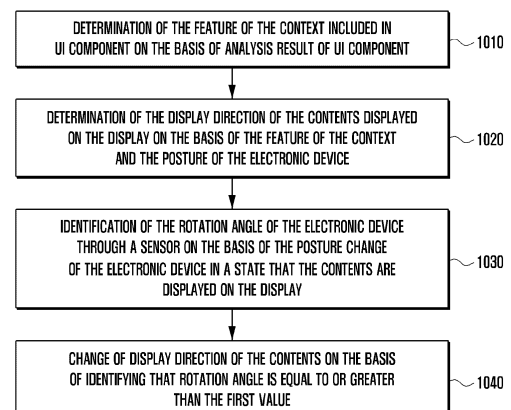 DETERMINATION OF THE FEATURE OF THE CONTEXT INCLUDED IN
UI COMPONENT ON THE BASIS OF ANALYSIS RESULT OF UI COMPONENT
1010
DETERMINATION OF THE DISPLAY DIRECTION OF THE CONTENTS DISPLAYED
ON THE DISPLAY ON THE BASIS OF THE FEATURE OF THE CONTEXT
AND THE POSTURE OF THE ELECTRONIC DEVICE
1020
IDENTIFICATION OF THE ROTATION ANGLE OF THE ELECTRONIC DEVICE
THROUGH A SENSOR ON THE BASIS OF THE POSTURE CHANGE
OF THE ELECTRONIC DEVICE IN A STATE THAT THE CONTENTS ARE
DISPLAYED ON THE DISPLAY
1030
CHANGE OF DISPLAY DIRECTION OF THE CONTENTS ON THE BASIS
OF IDENTIFYING THAT ROTATION ANGLE IS EQUAL TO OR GREATER
THAN THE FIRST VALUE
1040